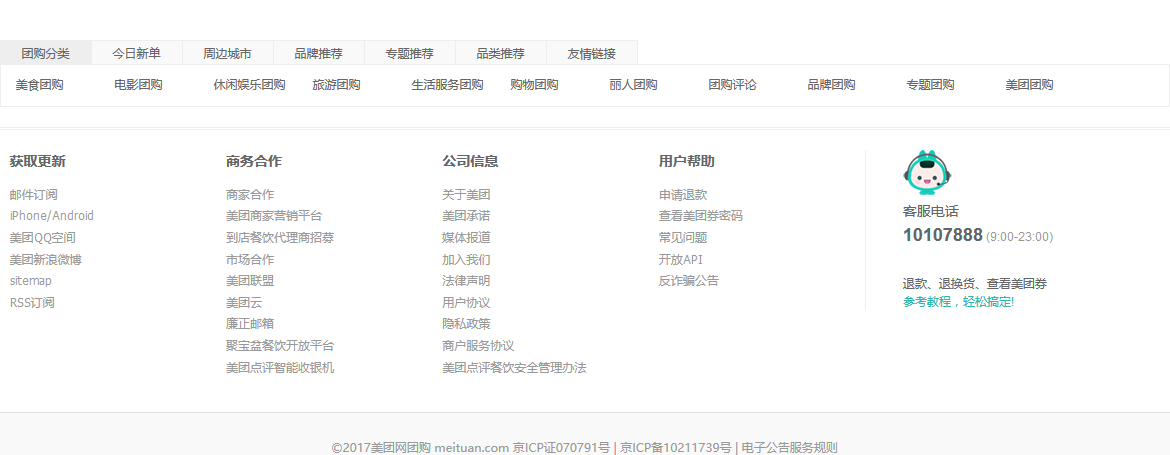 团购分类 今日新单 周边城市 品牌推荐 专题推荐 品类推荐 友情链接
美食团购 电影团购 休闲娱乐团购 旅游团购 生活服务团购 购物团购 丽人团购 团购评论 品牌团购 专题团购 美团团购
获取更新
邮件订阅
iPhone/Android
美团QQ空间
美团新浪微博
sitemap
RSS订阅
商务合作
商家合作
美团商家营销平台
到店餐饮代理商招募
市场合作
美团联盟
美团云
廉正邮箱
聚宝盆餐饮开放平台
美团点评智能收银机
公司信息
关于美团
美团承诺
媒体报道
加入我们
法律声明
用户协议
隐私政策
商户服务协议
美团点评餐饮安全管理办法
用户帮助
申请退款
查看美团券密码
常见问题
开放API
反诈骗公告
客服电话
10107888 (9:00-23:00)
退款、退换货、查看美团券
参考教程，轻松搞定!
©2017美团网团购 meituan.com 京ICP证070791号 | 京ICP备10211739号 | 电子公告服务规则